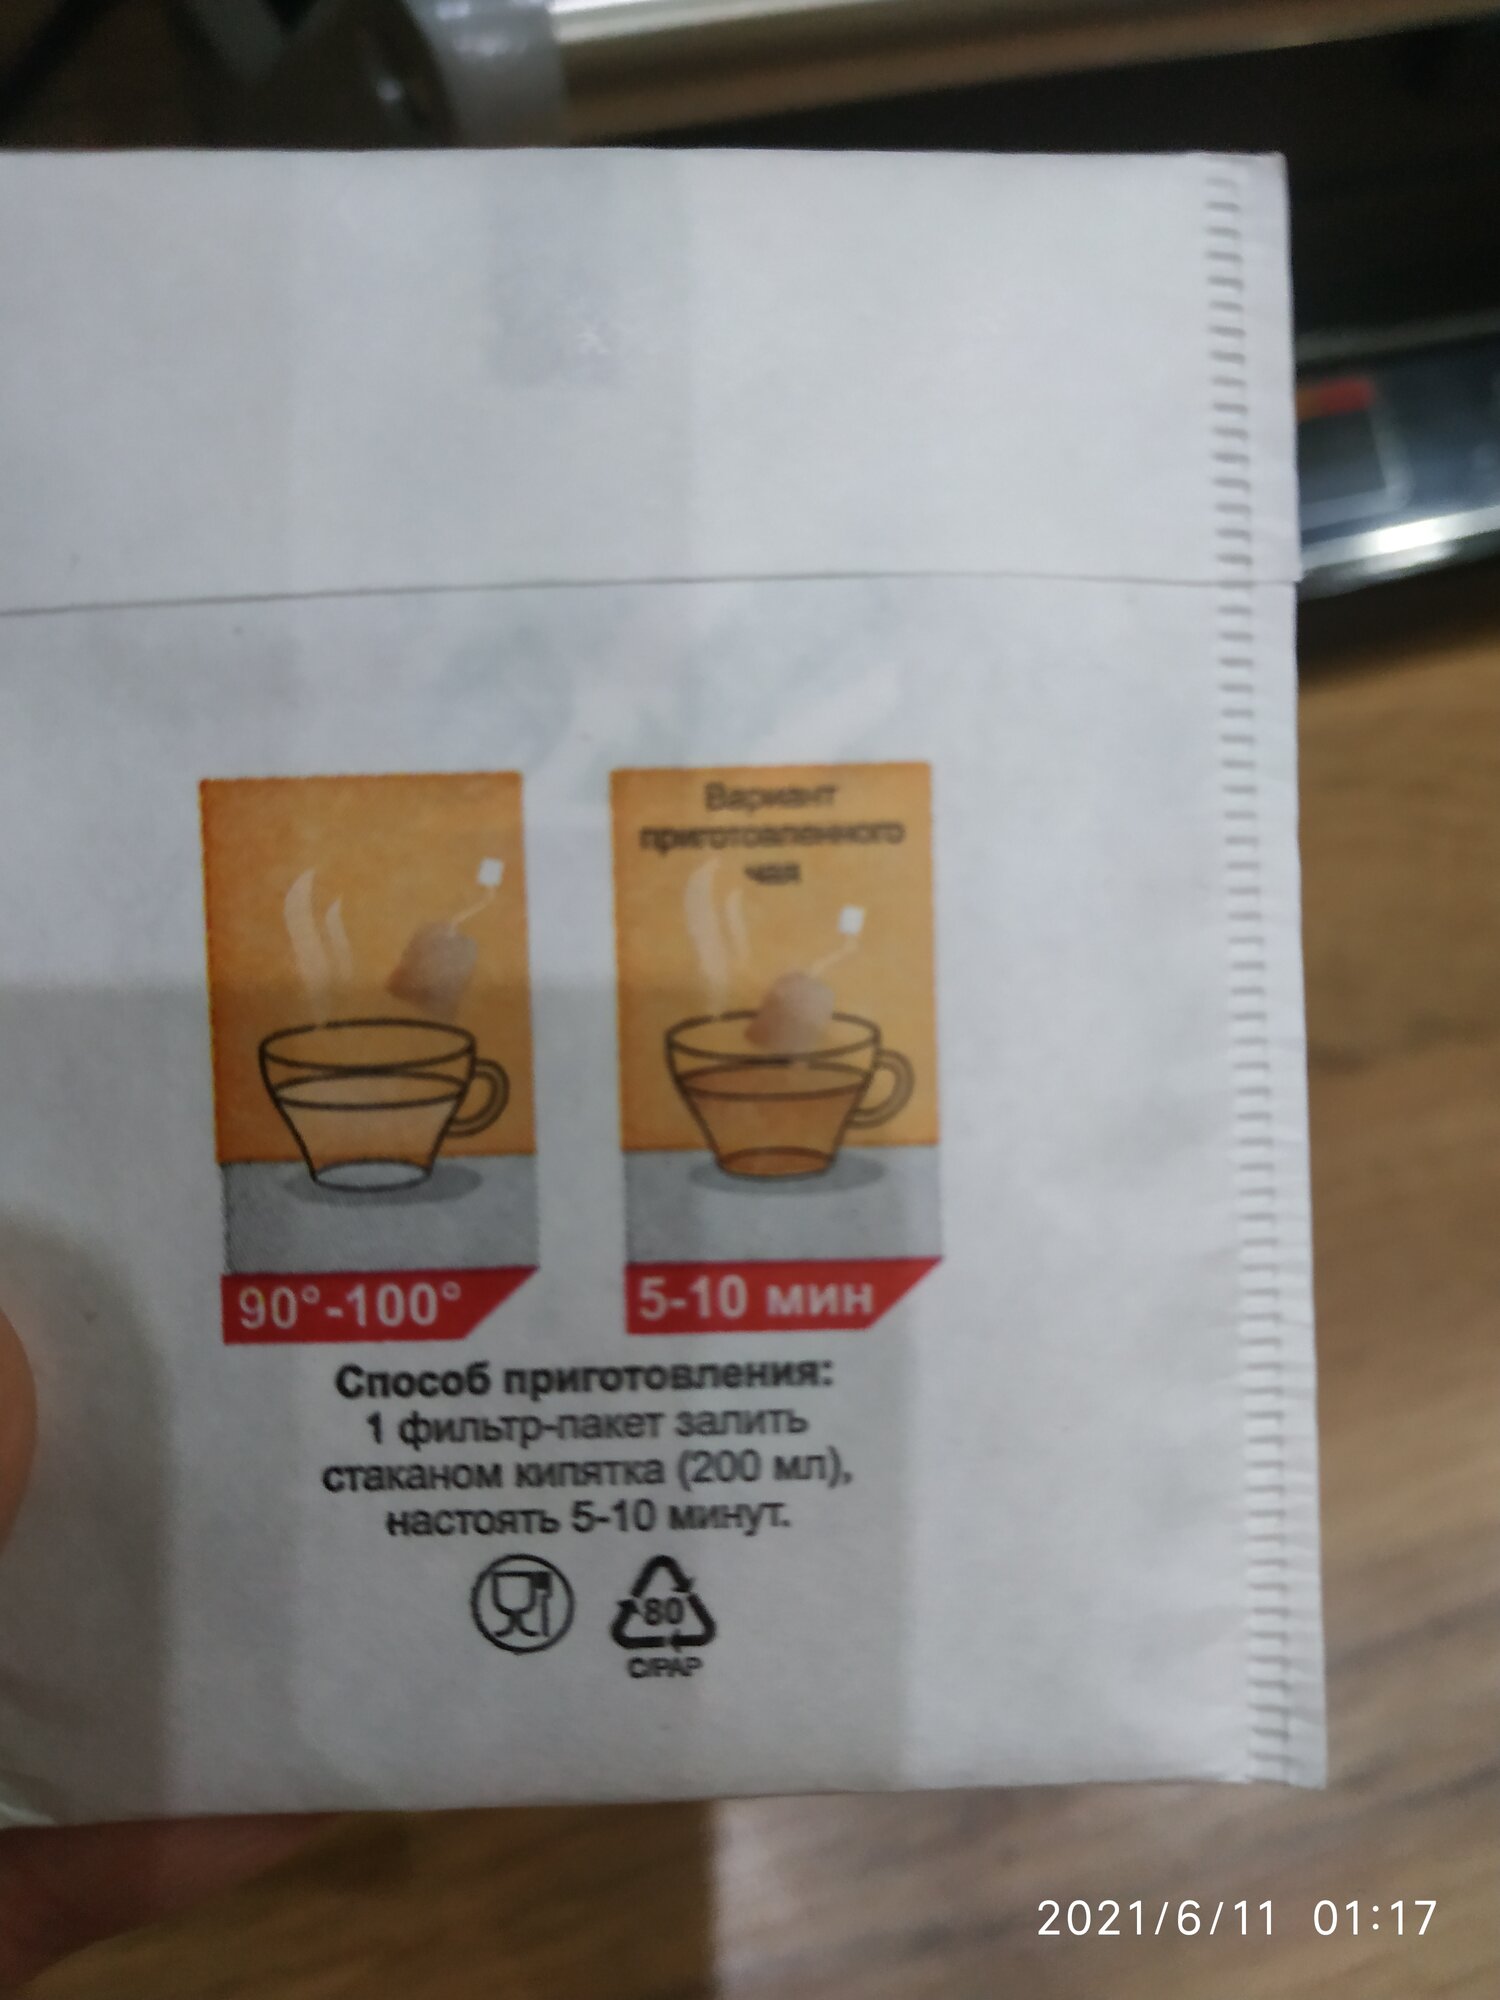 Вариант
приготовленного
чая
90°-100°
5-10 мин
Способ приготовления:
1 фильтр-пакет залить
стаканом кипятка (200 мл),
настоять 5-10 минут.
80
C/PAP
2021/6/11 01:17